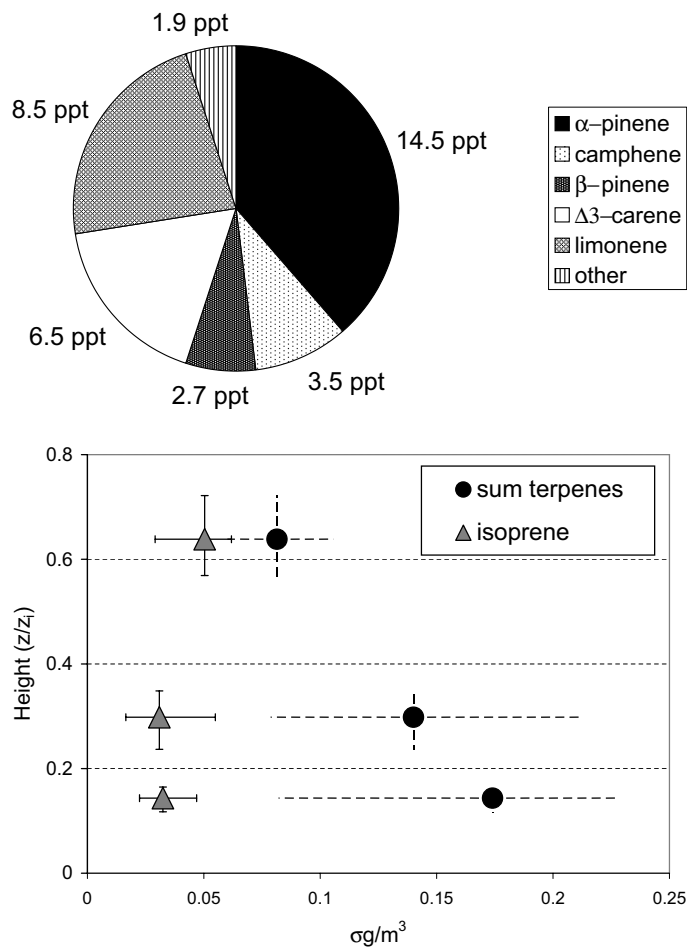 1.9 ppt
8.5 ppt
14.5 ppt
6.5 ppt
2.7 ppt
3.5 ppt
α–pinene
camphene
β–pinene
Δ3–carene
limonene
other
0.8
0.6
0.4
0.2
0
Height (z/zᵢ)
sum terpenes
isoprene
0
0.05
0.1
0.15
0.2
0.25
σg/m³